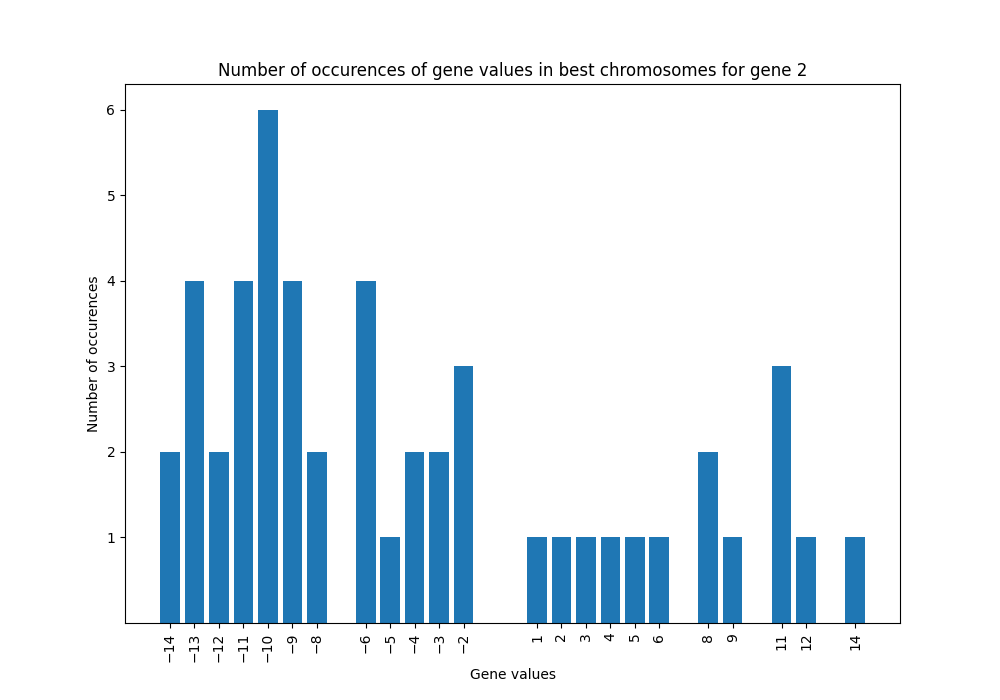 Number of occurences of gene values in best chromosomes for gene 2
6
5
4
3
2
1
Number of occurences
−14 −13 −12 −11 −10 −9 −8 −6 −5 −4 −3 −2 1 2 3 4 5 6 8 9 11 12 14
Gene values